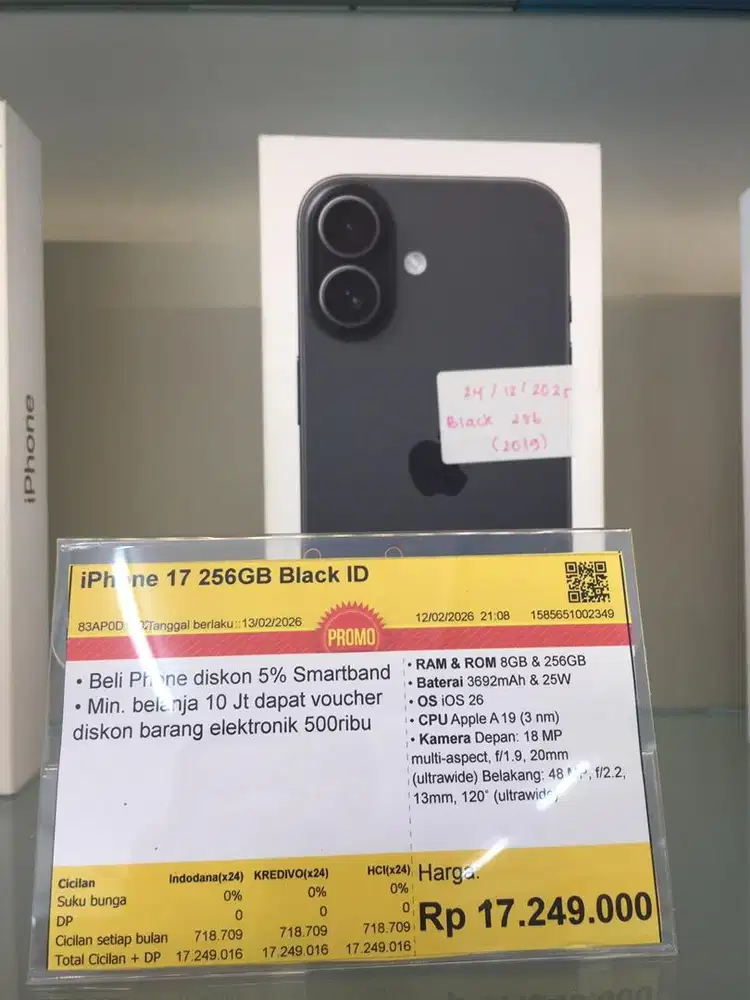 iPhone
24/12/2025
Black 256
(2019)
iPhone 17 256GB Black ID
Tanggal berlaku::13/02/2026
12/02/2026 21:08
1585651002349
PROMO
• Beli Phone diskon 5% Smartband
• Min. belanja 10 Jt dapat voucher
diskon barang elektronik 500ribu
• RAM & ROM 8GB & 256GB
• Baterai 3692mAh & 25W
• OS iOS 26
• CPU Apple A19 (3 nm)
• Kamera Depan: 18 MP
multi-aspect, f/1.9, 20mm
(ultrawide) Belakang: 48 MP, f/2.2,
13mm, 120° (ultrawide)
Cicilan Indodana(x24) KREDIVO(x24) HCI(x24)
Suku bunga 0% 0% 0%
DP 0 0 0
Cicilan setiap bulan 718.709 718.709 718.709
Total Cicilan + DP 17.249.016 17.249.016 17.249.016
Harga:
Rp 17.249.000